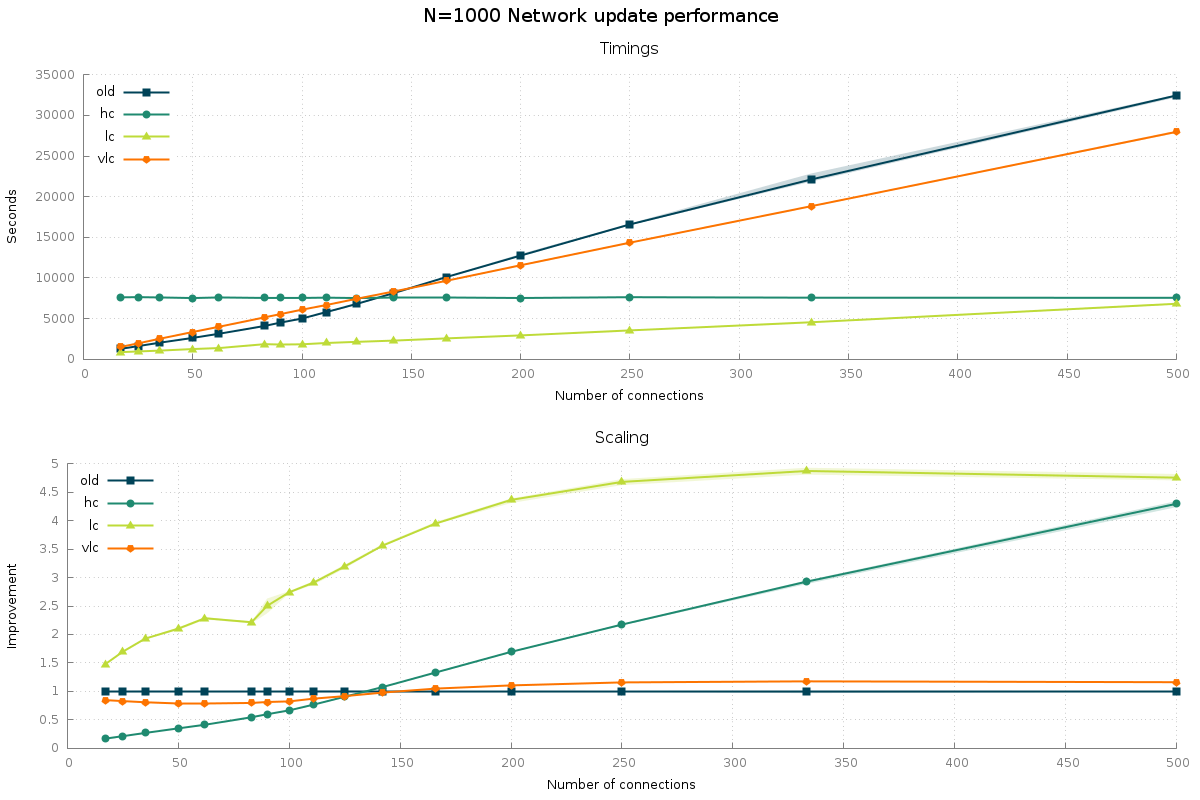 N=1000 Network update performance
Timings
35000
30000
25000
20000
15000
10000
5000
0
Seconds
old
hc
lc
vlc
0 50 100 150 200 250 300 350 400 450 500
Number of connections
Scaling
5
4.5
4
3.5
3
2.5
2
1.5
1
0.5
0
Improvement
old
hc
lc
vlc
0 50 100 150 200 250 300 350 400 450 500
Number of connections